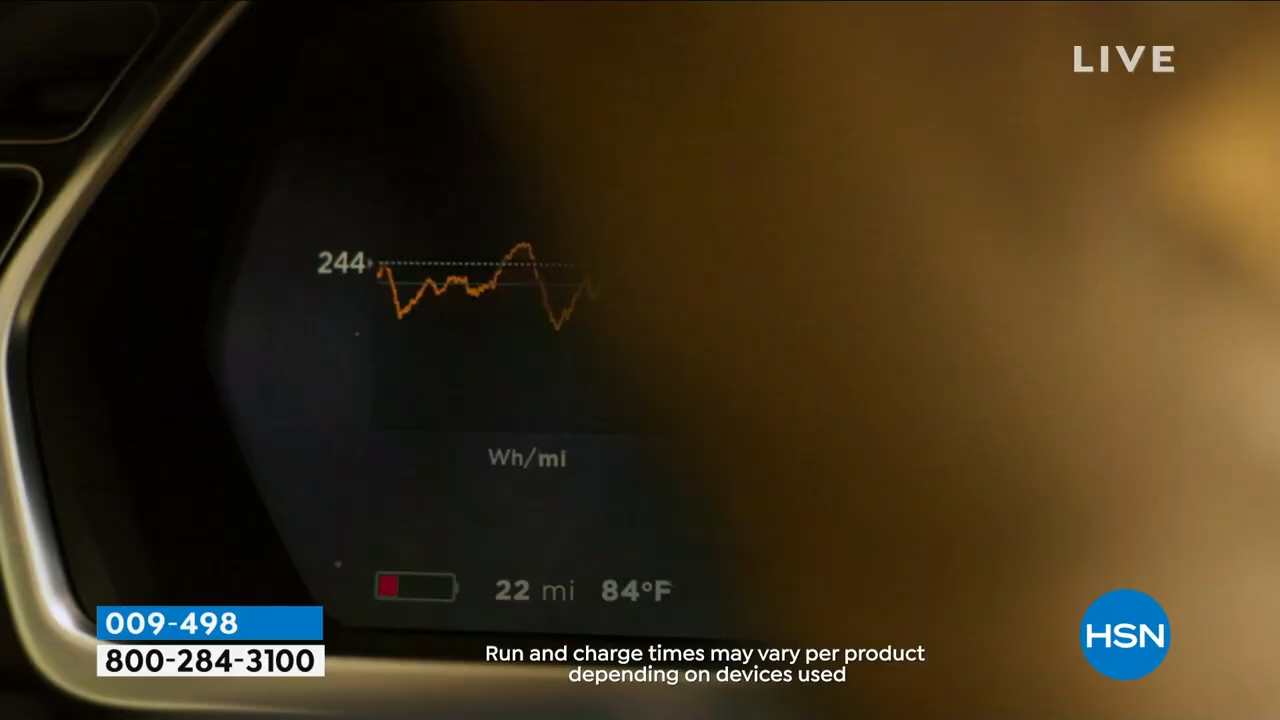 LIVE
244
Wh/mi
22 mi 84°F
009-498
800-284-3100
Run and charge times may vary per product
depending on devices used
HSN